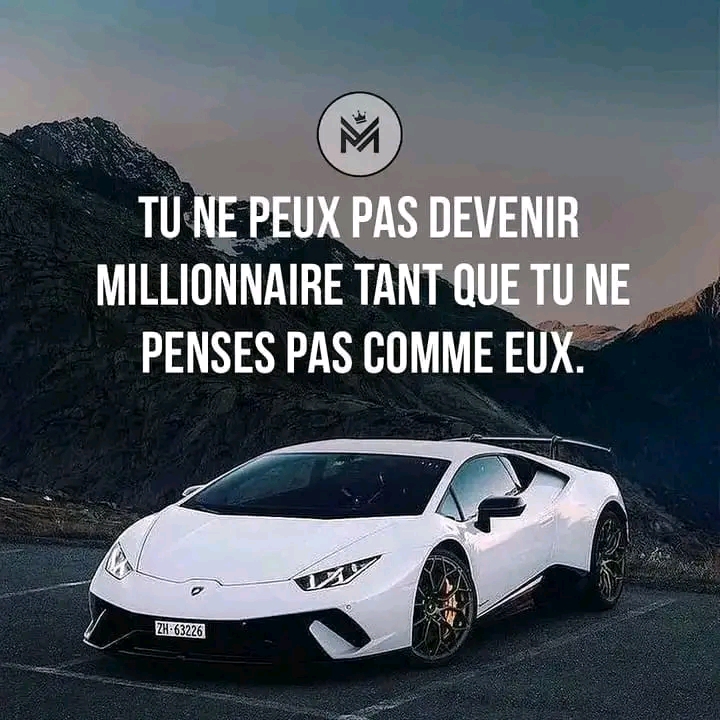 M
TU NE PEUX PAS DEVENIR
MILLIONNAIRE TANT QUE TU NE
PENSES PAS COMME EUX.
ZH·63226